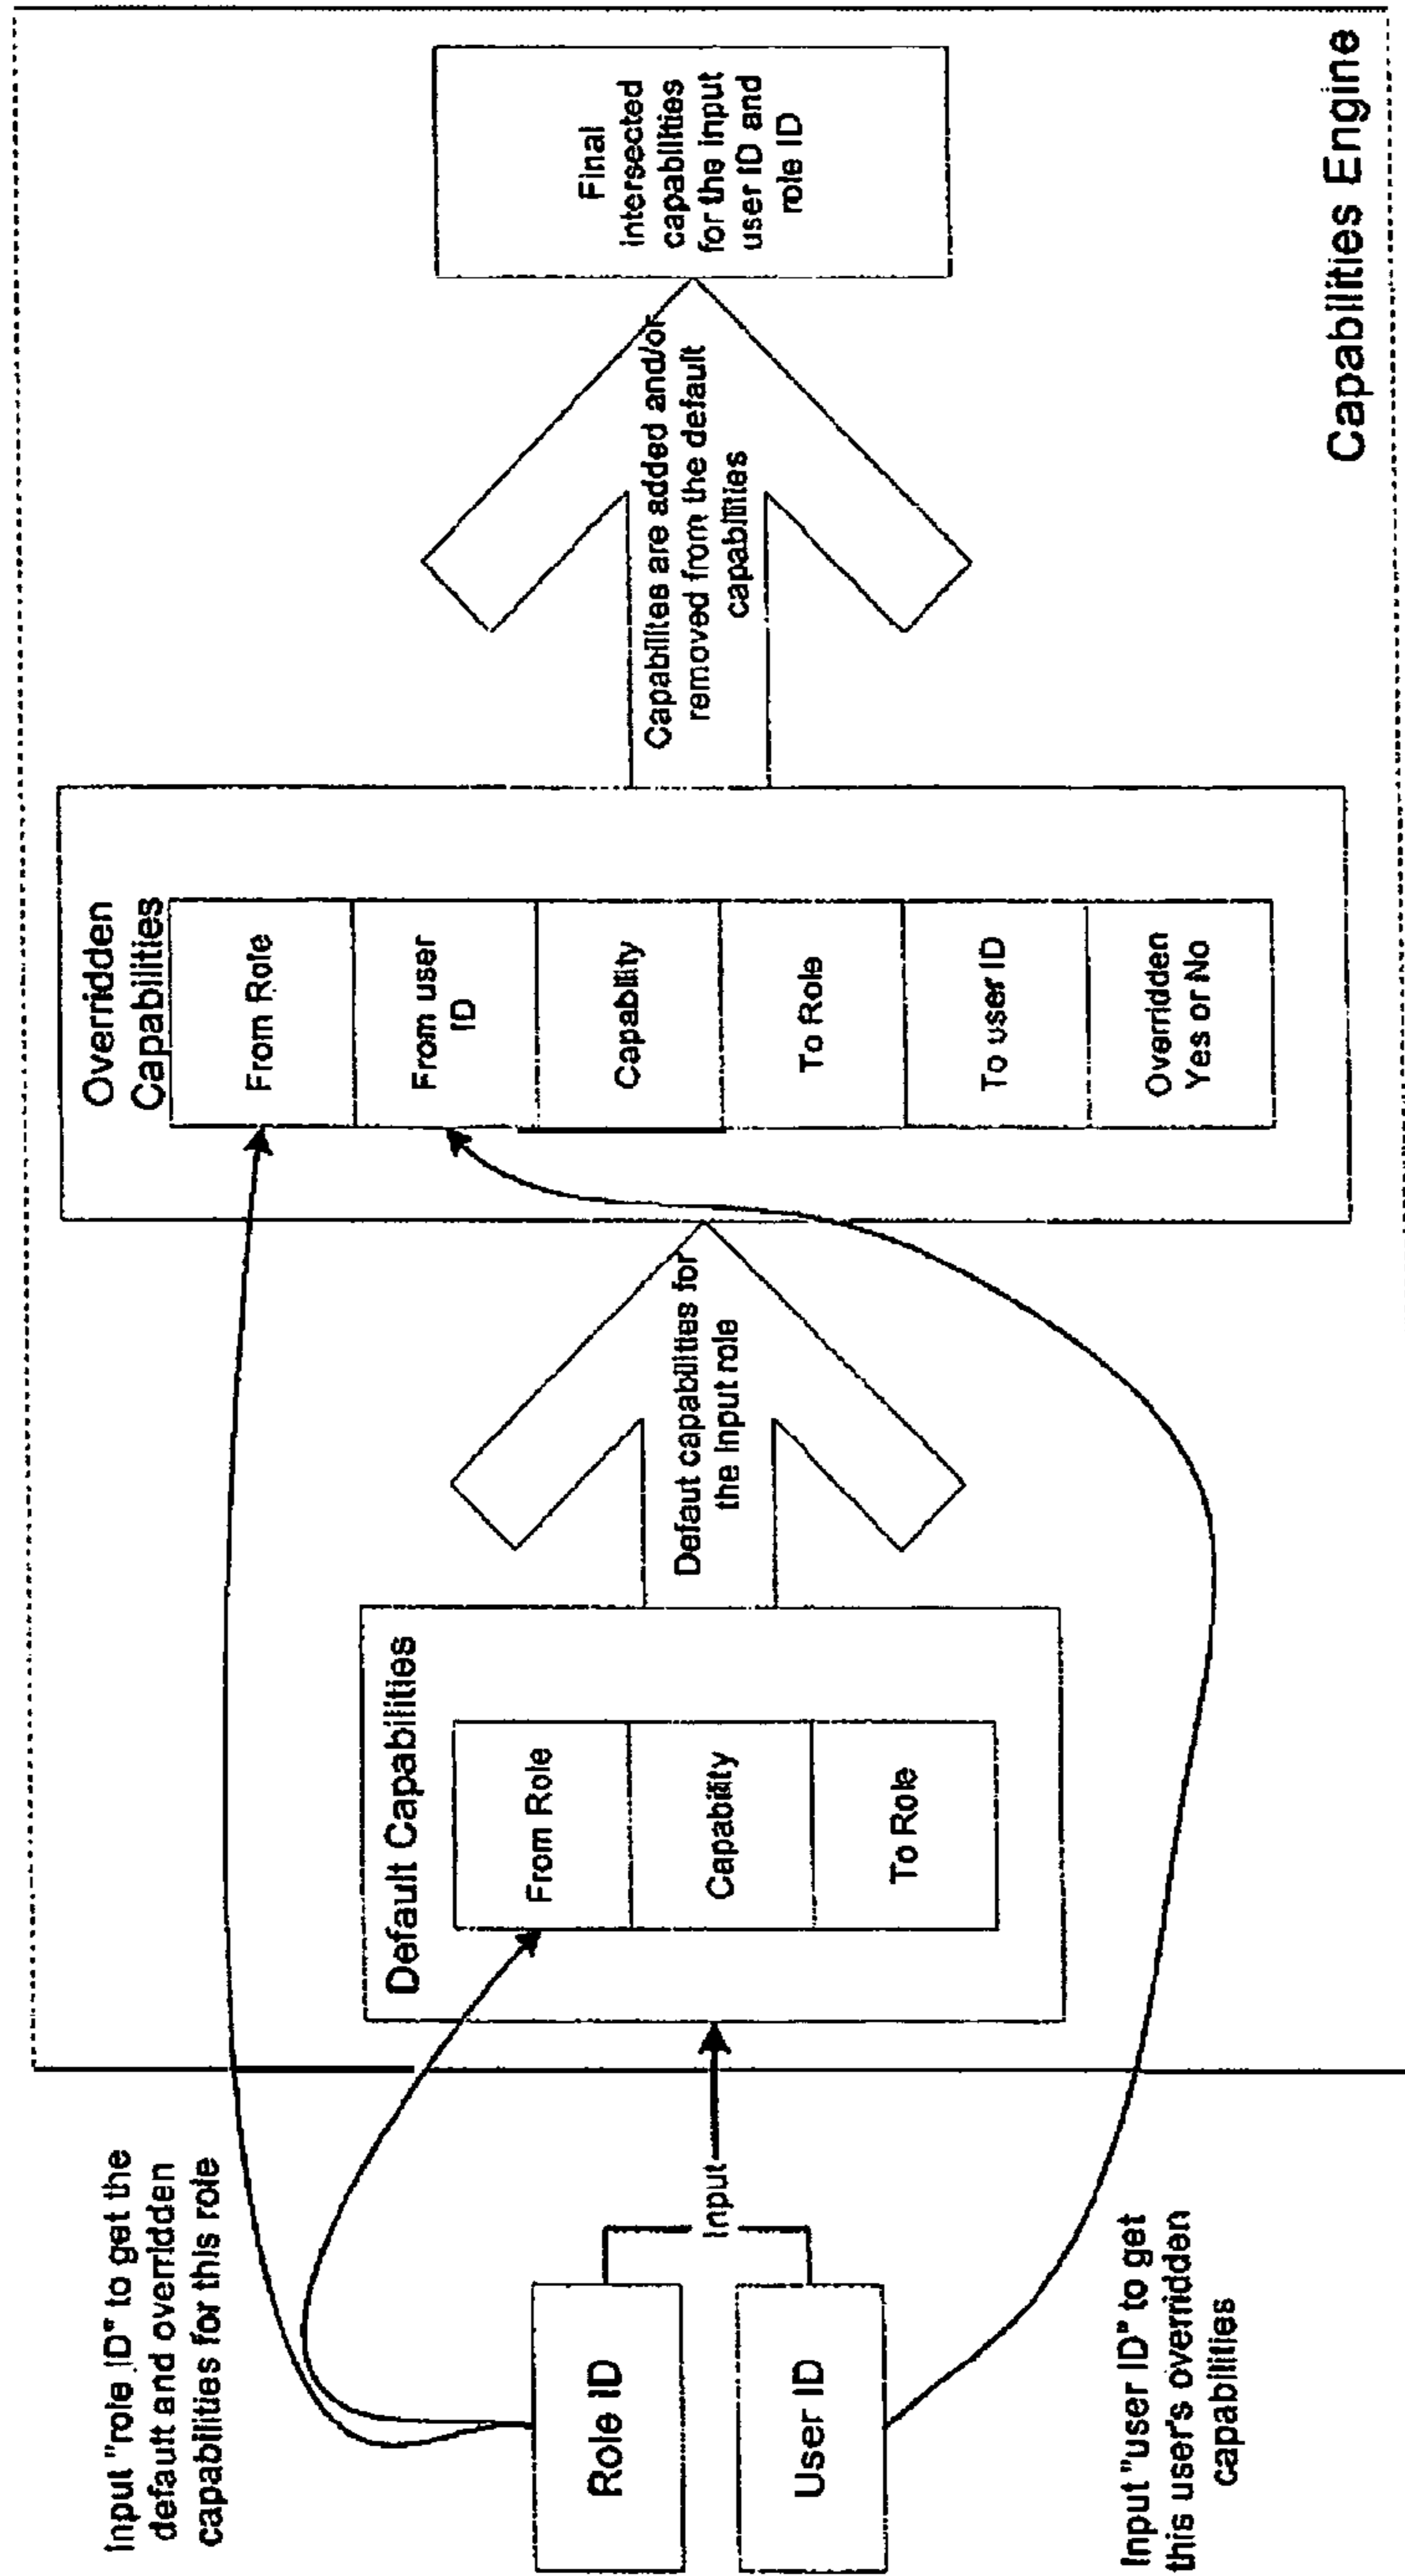 Input "role ID" to get the
default and overridden
capabilities for this role
Role ID
User ID
Input
Input "user ID" to get
this user's overridden
capabilities
Default Capabilities
From Role
Capability
To Role
Defaut capabilities for
the input role
Overridden
Capabilities
From Role
From user
ID
Capability
To Role
To user ID
Overridden
Yes or No
Capabilites are added and/or
removed from the default
capabilities
Final
intersected
capabilities
for the input
user ID and
role ID
Capabilities Engine